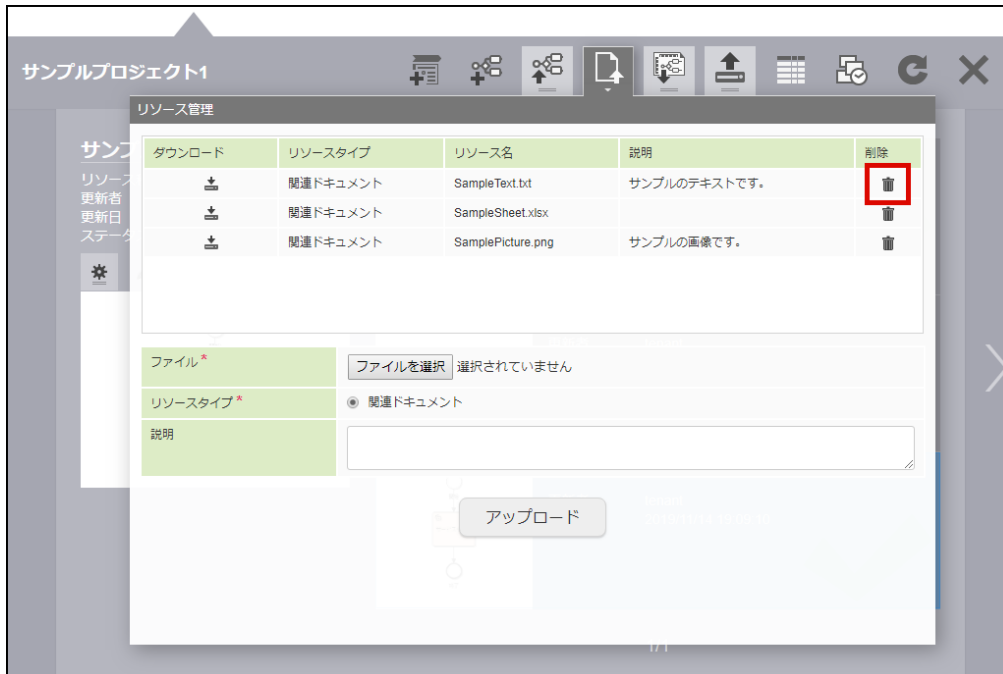 サンプルプロジェクト1
リソース管理
サンプ
リソース
更新者
更新日
ステータ
ダウンロード リソースタイプ リソース名 説明 削除
関連ドキュメント SampleText.txt サンプルのテキストです。
関連ドキュメント SampleSheet.xlsx
関連ドキュメント SamplePicture.png サンプルの画像です。
ファイル* ファイルを選択 選択されていません
リソースタイプ* 関連ドキュメント
説明
アップロード
1/1